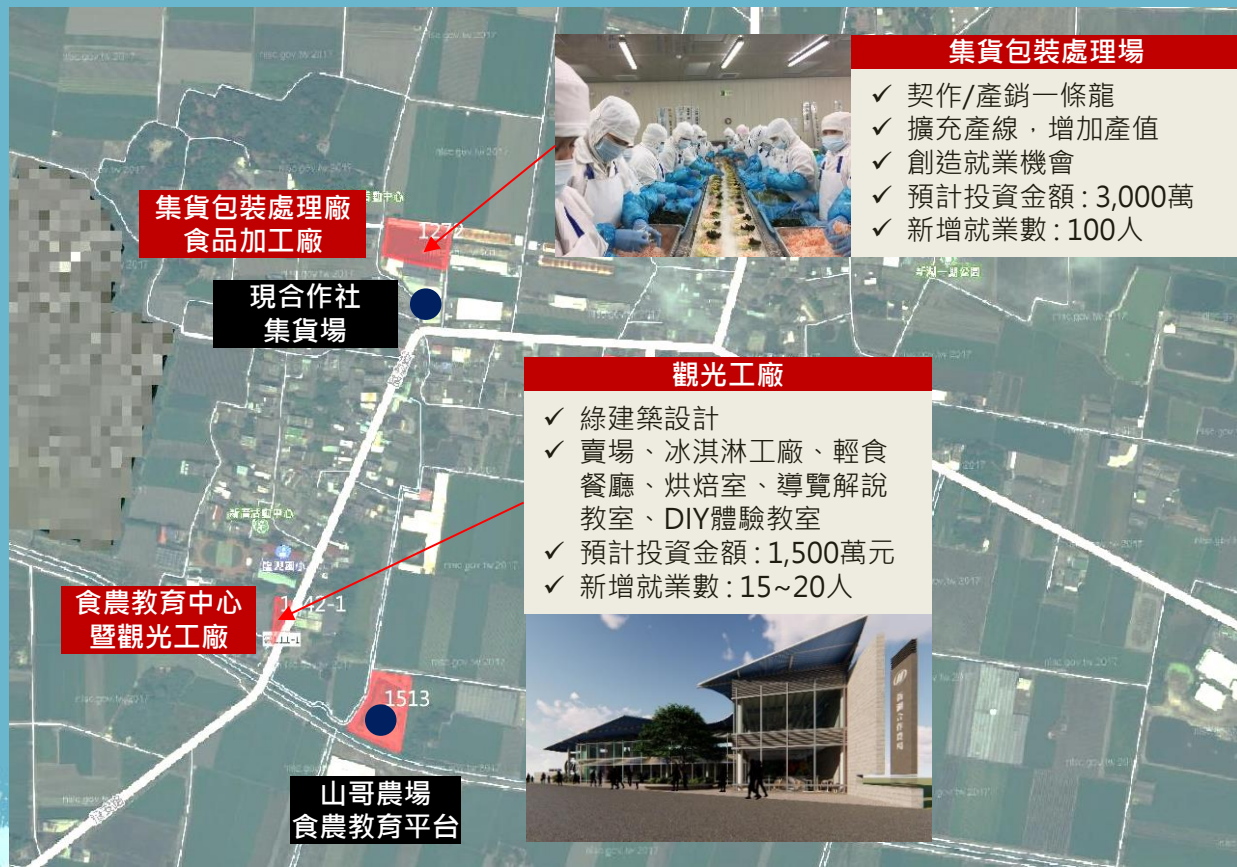 集貨包裝處理場
✓ 契作/產銷一條龍
✓ 擴充產線，增加產值
✓ 創造就業機會
✓ 預計投資金額：3,000萬
✓ 新增就業數：100人
集貨包裝處理廠
食品加工廠
1272
現合作社
集貨場
觀光工廠
✓ 綠建築設計
✓ 賣場、冰淇淋工廠、輕食
餐廳、烘焙室、導覽解說
教室、DIY體驗教室
✓ 預計投資金額：1,500萬元
✓ 新增就業數：15~20人
食農教育中心
暨觀光工廠
1513
山哥農場
食農教育平台
nlsc.gov.tw 2017